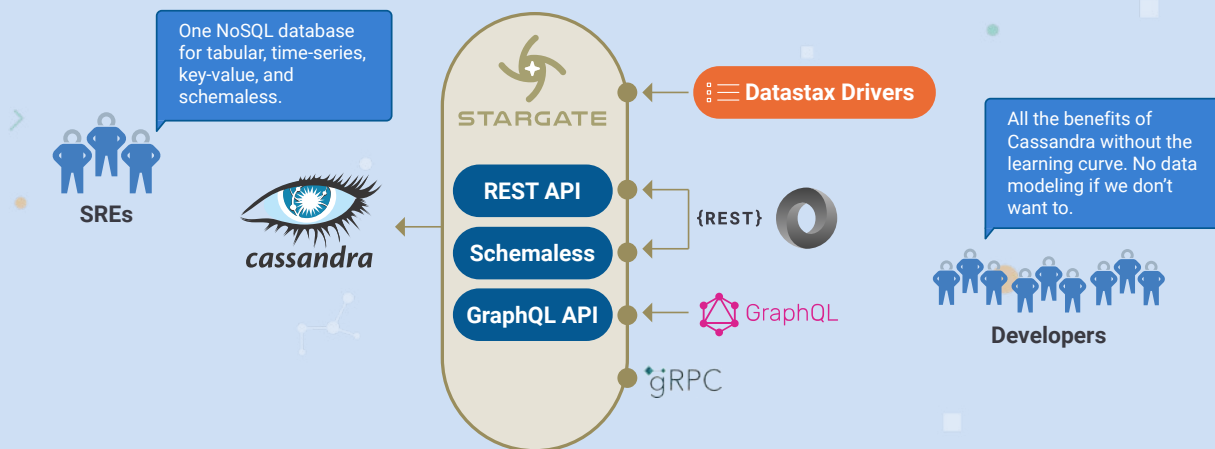 One NoSQL database
for tabular, time-series,
key-value, and
schemaless.
SREs
cassandra
STARGATE
REST API
Schemaless
GraphQL API
Datastax Drivers
{REST}
GraphQL
gRPC
All the benefits of
Cassandra without the
learning curve. No data
modeling if we don't
want to.
Developers